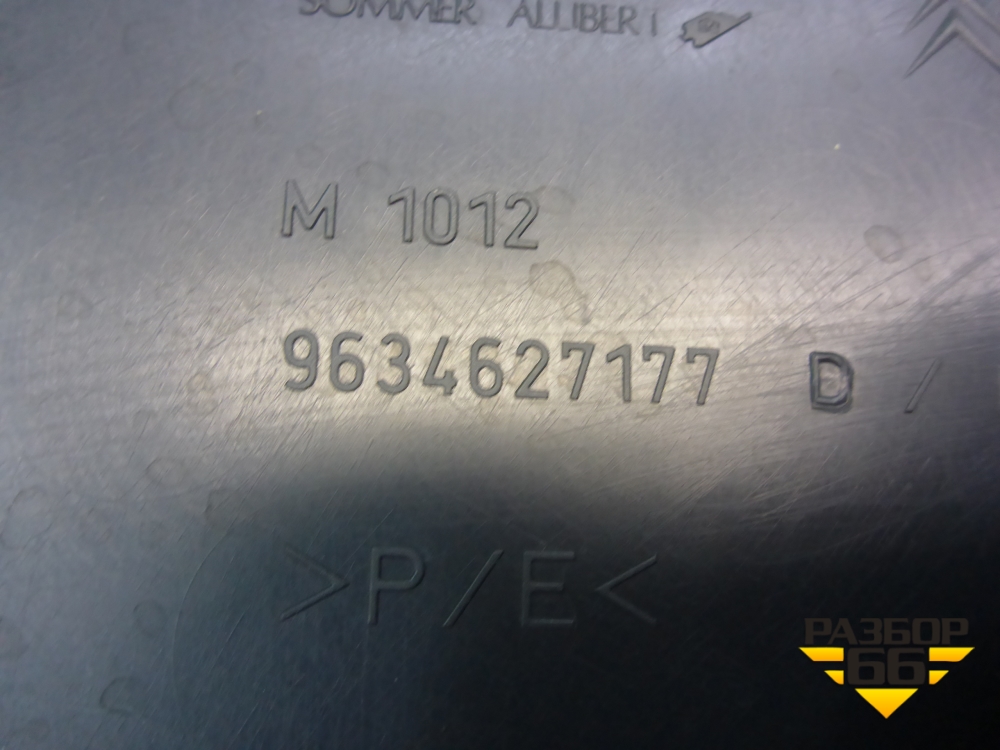 SOMMER ALLIBERT
M 1012
9634627177 D /
>P/E<
РАЗБОР
66